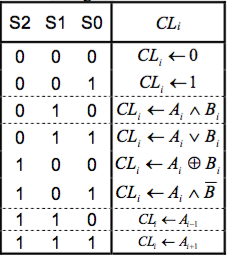 S2 S1 S0 CLᵢ
0 0 0 CLᵢ ← 0
0 0 1 CLᵢ ← 1
0 1 0 CLᵢ ← Aᵢ ∧ Bᵢ
0 1 1 CLᵢ ← Aᵢ ∨ Bᵢ
1 0 0 CLᵢ ← Aᵢ ⊕ Bᵢ
1 0 1 CLᵢ ← Aᵢ ∧ B̅
1 1 0 CLᵢ ← Aᵢ₋₁
1 1 1 CLᵢ ← Aᵢ₊₁